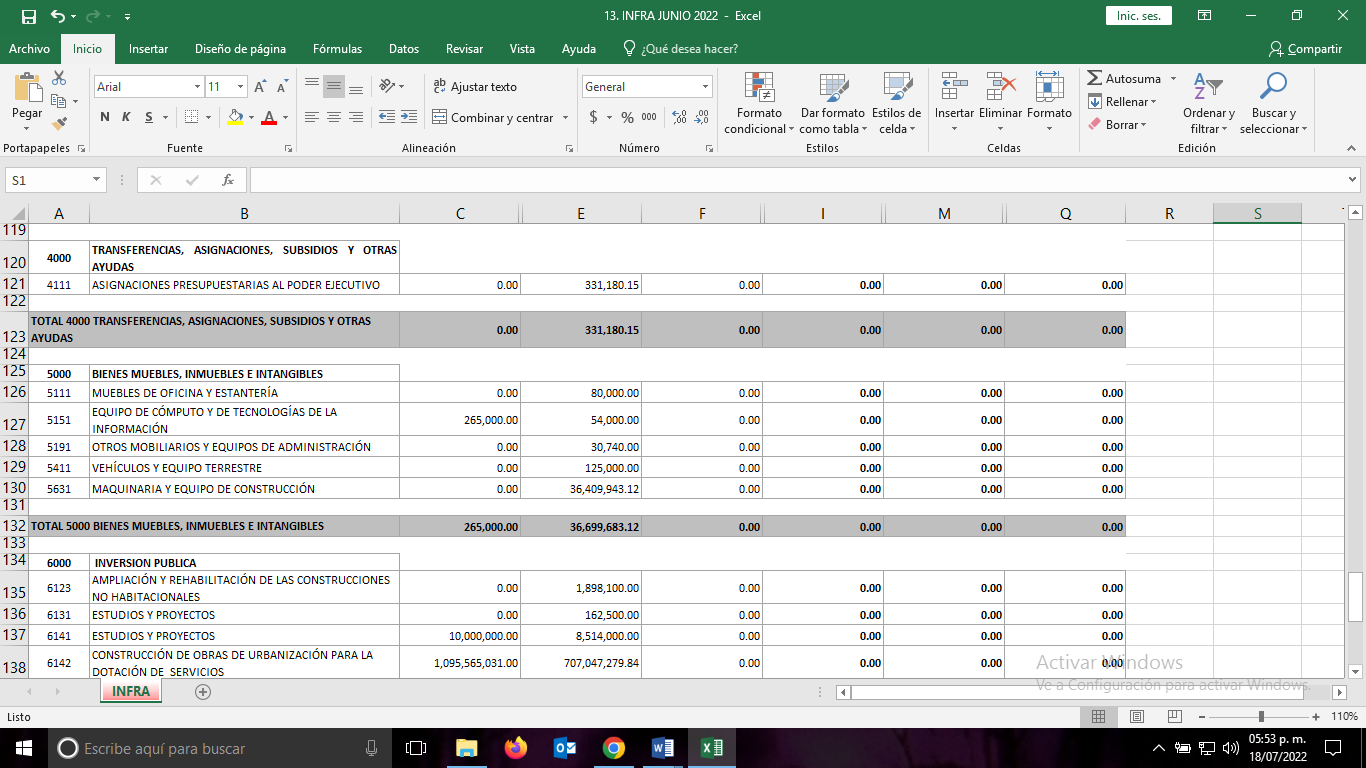 13. INFRA JUNIO 2022 - Excel
Inic. ses.
Archivo Inicio Insertar Diseño de página Fórmulas Datos Revisar Vista Ayuda ¿Qué desea hacer? Compartir
Arial 11 Ajustar texto General Autosuma
Pegar N K S Combinar y centrar $ % 000 Formato condicional Dar formato como tabla Estilos de celda Insertar Eliminar Formato Rellenar Borrar Ordenar y filtrar Buscar y seleccionar
Portapapeles Fuente Alineación Número Estilos Celdas Edición
S1 fx
A B C E F I M Q R S
119
120 4000 TRANSFERENCIAS, ASIGNACIONES, SUBSIDIOS Y OTRAS
AYUDAS
121 4111 ASIGNACIONES PRESUPUESTARIAS AL PODER EJECUTIVO 0.00 331,180.15 0.00 0.00 0.00 0.00
122
123 TOTAL 4000 TRANSFERENCIAS, ASIGNACIONES, SUBSIDIOS Y OTRAS
AYUDAS 0.00 331,180.15 0.00 0.00 0.00 0.00
124
125 5000 BIENES MUEBLES, INMUEBLES E INTANGIBLES
126 5111 MUEBLES DE OFICINA Y ESTANTERÍA 0.00 80,000.00 0.00 0.00 0.00 0.00
127 5151 EQUIPO DE CÓMPUTO Y DE TECNOLOGÍAS DE LA
INFORMACIÓN 265,000.00 54,000.00 0.00 0.00 0.00 0.00
128 5191 OTROS MOBILIARIOS Y EQUIPOS DE ADMINISTRACIÓN 0.00 30,740.00 0.00 0.00 0.00 0.00
129 5411 VEHÍCULOS Y EQUIPO TERRESTRE 0.00 125,000.00 0.00 0.00 0.00 0.00
130 5631 MAQUINARIA Y EQUIPO DE CONSTRUCCIÓN 0.00 36,409,943.12 0.00 0.00 0.00 0.00
131
132 TOTAL 5000 BIENES MUEBLES, INMUEBLES E INTANGIBLES 265,000.00 36,699,683.12 0.00 0.00 0.00 0.00
133
134 6000 INVERSION PUBLICA
135 6123 AMPLIACIÓN Y REHABILITACIÓN DE LAS CONSTRUCCIONES
NO HABITACIONALES 0.00 1,898,100.00 0.00 0.00 0.00 0.00
136 6131 ESTUDIOS Y PROYECTOS 0.00 162,500.00 0.00 0.00 0.00 0.00
137 6141 ESTUDIOS Y PROYECTOS 10,000,000.00 8,514,000.00 0.00 0.00 0.00 0.00
138 6142 CONSTRUCCIÓN DE OBRAS DE URBANIZACIÓN PARA LA
DOTACIÓN DE SERVICIOS 1,095,565,031.00 707,047,279.84 0.00 0.00 0.00 0.00
Activar Windows
Ve a Configuración para activar Windows.
INFRA
Listo 110%
Escribe aquí para buscar
05:53 p. m.
18/07/2022